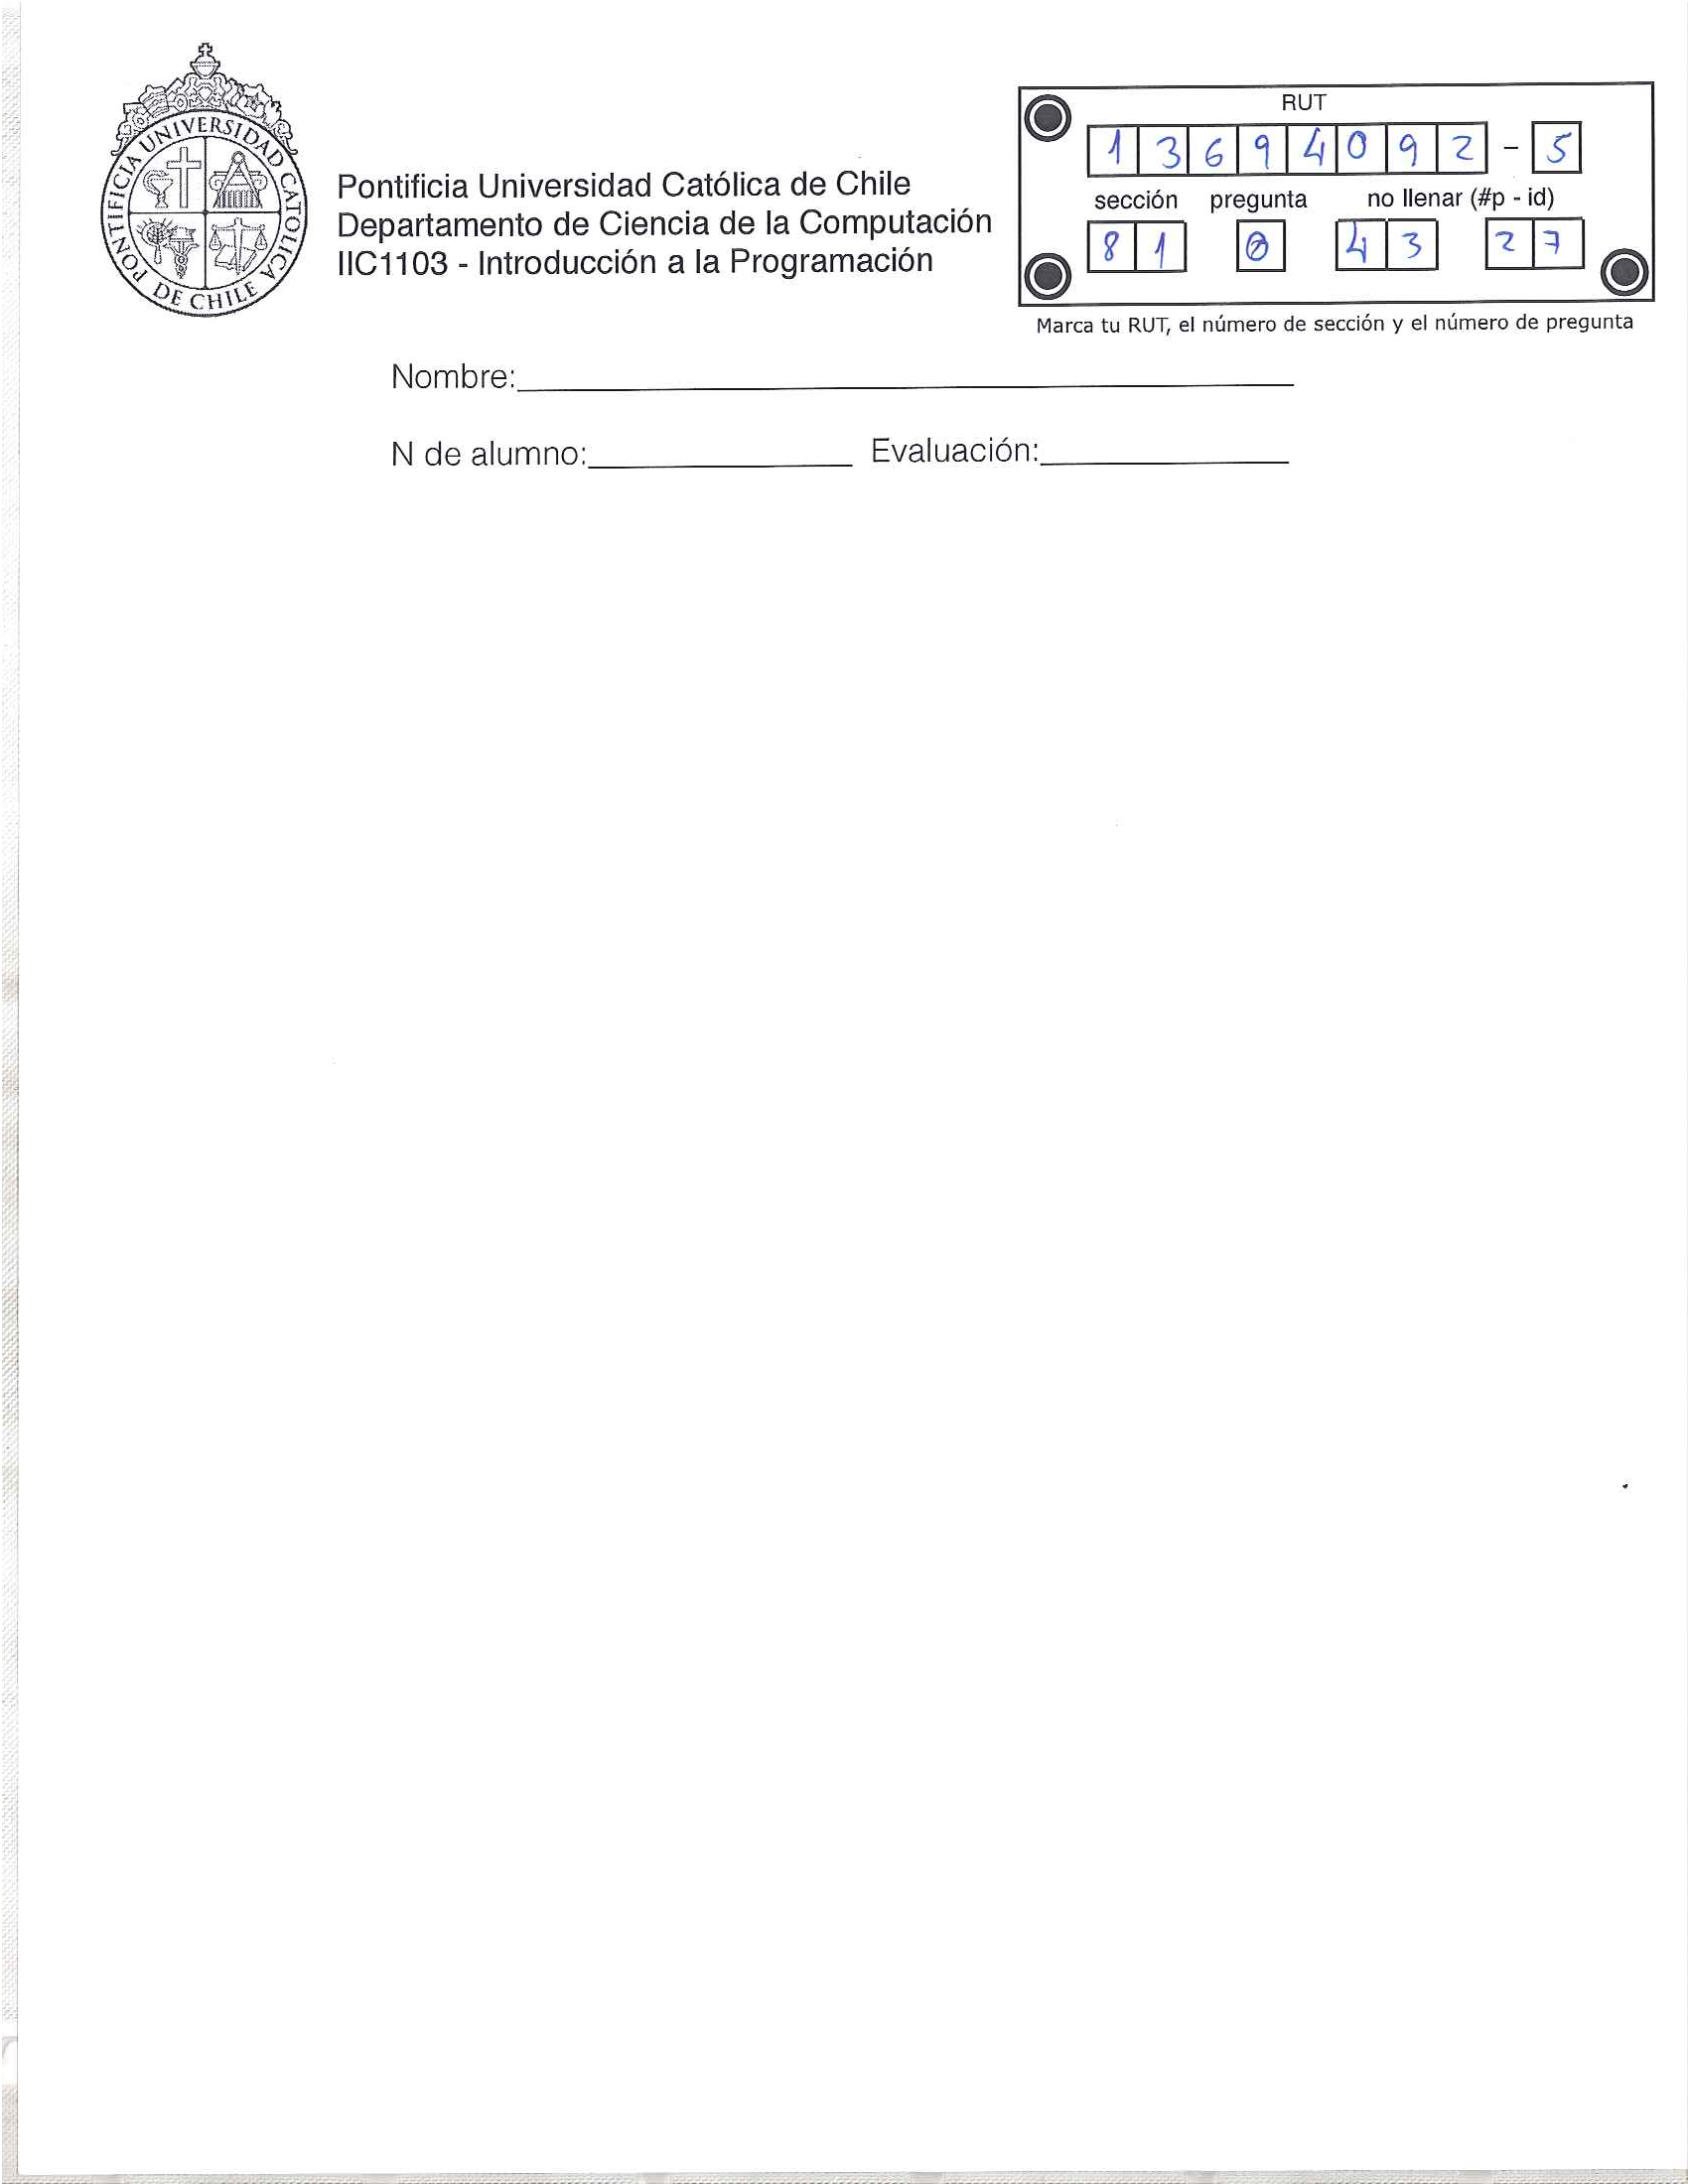 PONTIFICIA UNIVERSIDAD CATOLICA DE CHILE
RUT
1 3 6 9 4 0 9 2 - 5
Pontificia Universidad Católica de Chile
Departamento de Ciencia de la Computación
IIC1103 - Introducción a la Programación
sección pregunta no llenar (#p - id)
8 1 0 4 3 2 7
Marca tu RUT, el número de sección y el número de pregunta
Nombre:
N de alumno: Evaluación: